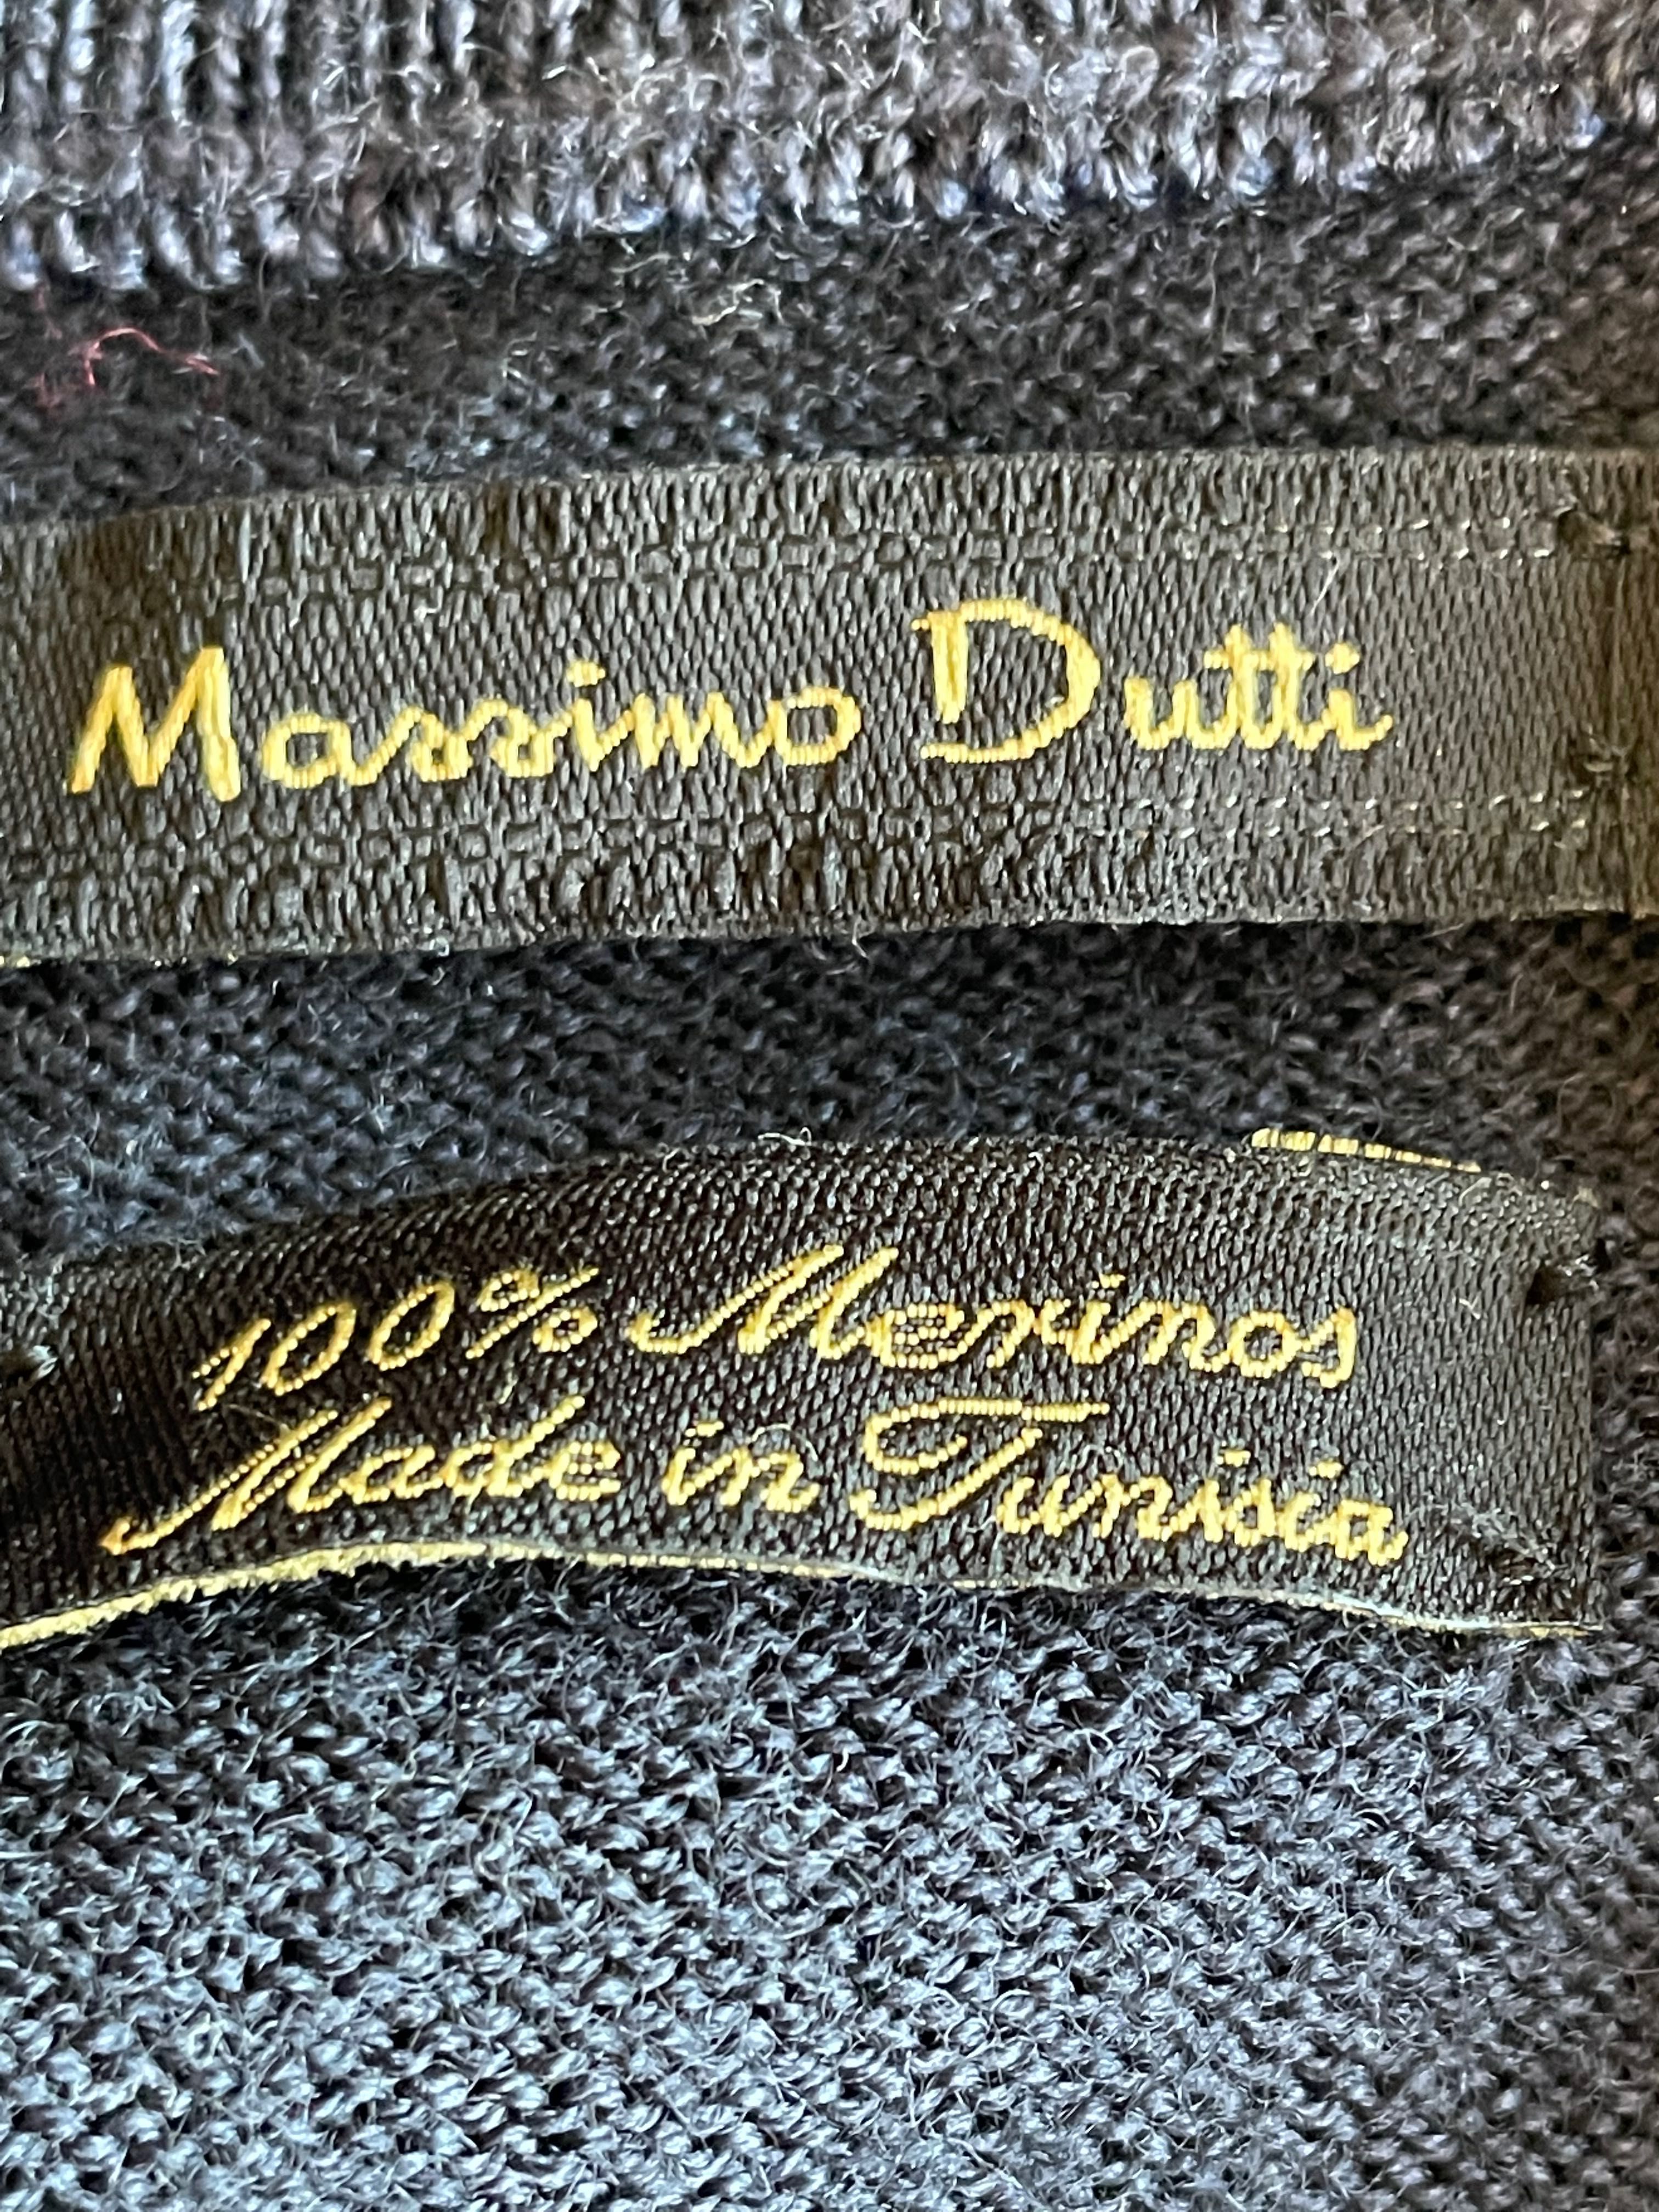 Massimo Dutti
100% Merinos
Made in Tunisia